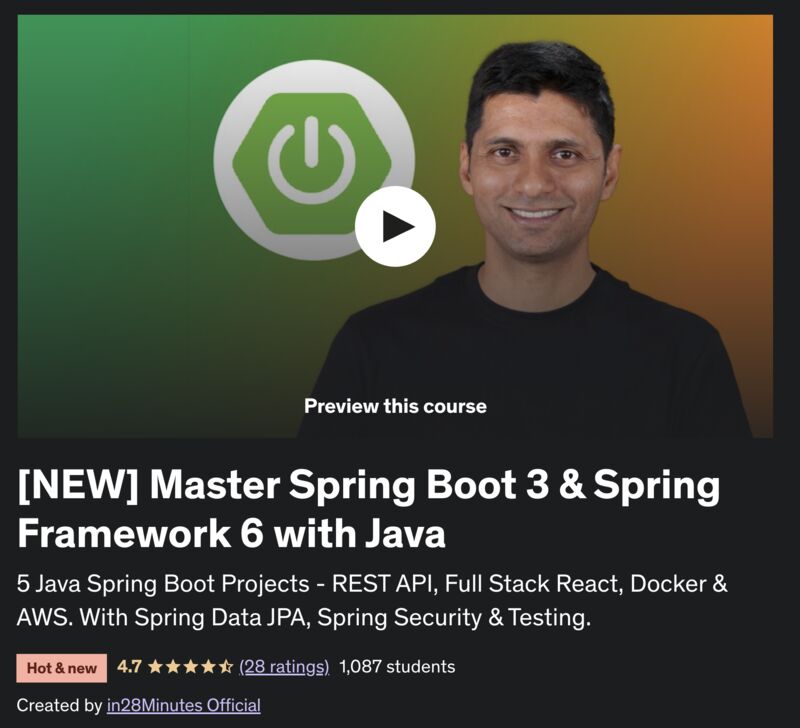 Preview this course
[NEW] Master Spring Boot 3 & Spring
Framework 6 with Java
5 Java Spring Boot Projects - REST API, Full Stack React, Docker &
AWS. With Spring Data JPA, Spring Security & Testing.
Hot & new 4.7 (28 ratings) 1,087 students
Created by in28Minutes Official